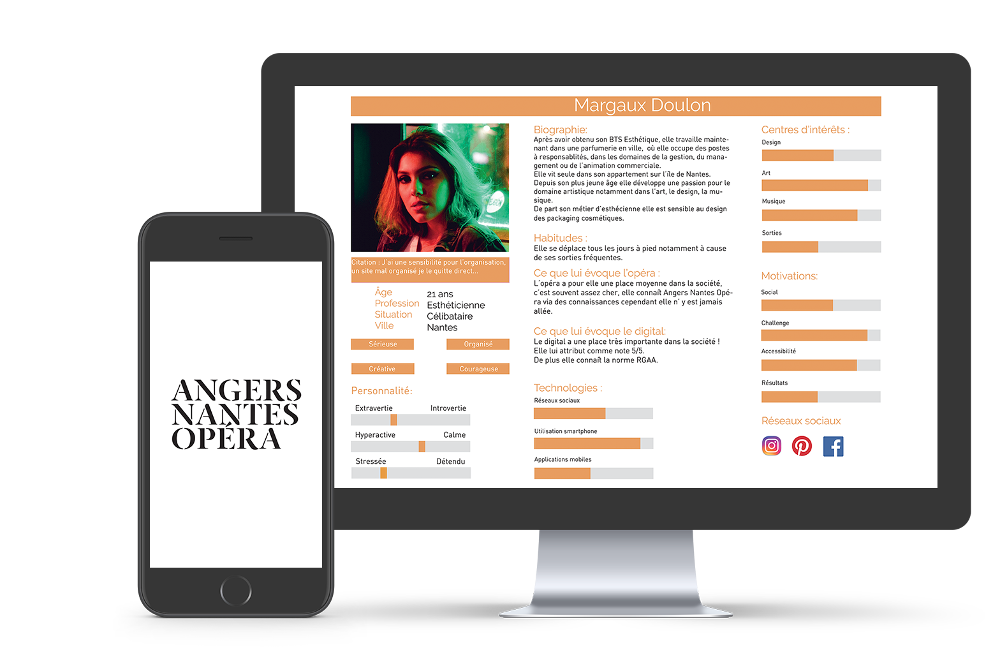 ANGERS
NANTES
OPÉRA
Margaux Doulon
Citation : J'ai une sensibilité pour l'organisation,
un site mal organisé je le quitte direct...
Âge
21 ans
Profession
Esthéticienne
Situation
Célibataire
Ville
Nantes
Sérieuse
Organisé
Créative
Courageuse
Personnalité:
Extravertie
Introvertie
Hyperactive
Calme
Stressée
Détendu
Biographie:
Après avoir obtenu son BTS Esthétique, elle travaille mainte-
nant dans une parfumerie en ville, où elle occupe des postes
à responsablités, dans les domaines de la gestion, du mana-
gement ou de l'animation commerciale.
Elle vit seule dans son appartement sur l'île de Nantes.
Depuis son plus jeune âge elle développe une passion pour le
domaine artistique notamment dans l'art, le design, la mu-
sique.
De part son métier d'esthécienne elle est sensible au design
des packaging cosmétiques.
Habitudes :
Elle se déplace tous les jours à pied notamment à cause
de ses sorties fréquentes.
Ce que lui évoque l'opéra :
L'opéra a pour elle une place moyenne dans la société,
c'est souvent assez cher, elle connaît Angers Nantes Opé-
ra via des connaissances cependant elle n' y est jamais
allée.
Ce que lui évoque le digital:
Le digital a une place très importante dans la société !
Elle lui attribut comme note 5/5.
De plus elle connaît la norme RGAA.
Technologies :
Réseaux sociaux
Utilisation smartphone
Applications mobiles
Centres d'intérêts :
Design
Art
Musique
Sorties
Motivations:
Social
Challenge
Accessibilité
Résultats
Réseaux sociaux